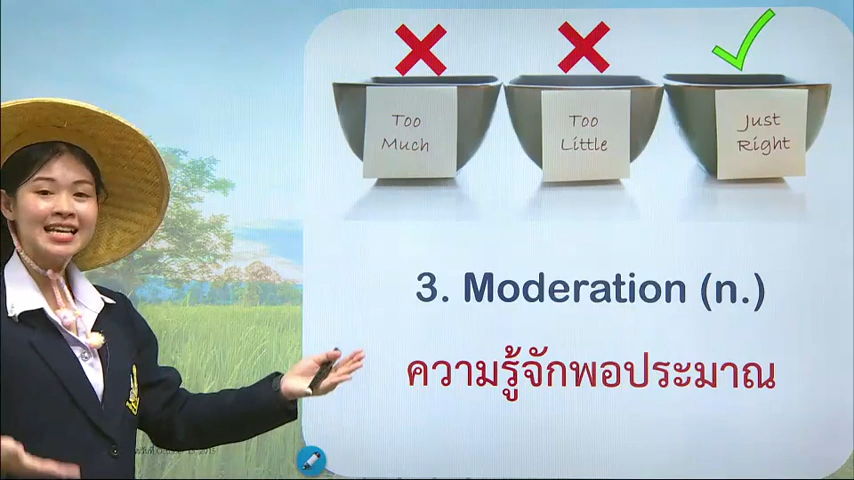 Too
Much
Too
Little
Just
Right
3. Moderation (n.)
ความรู้จักพอประมาณ